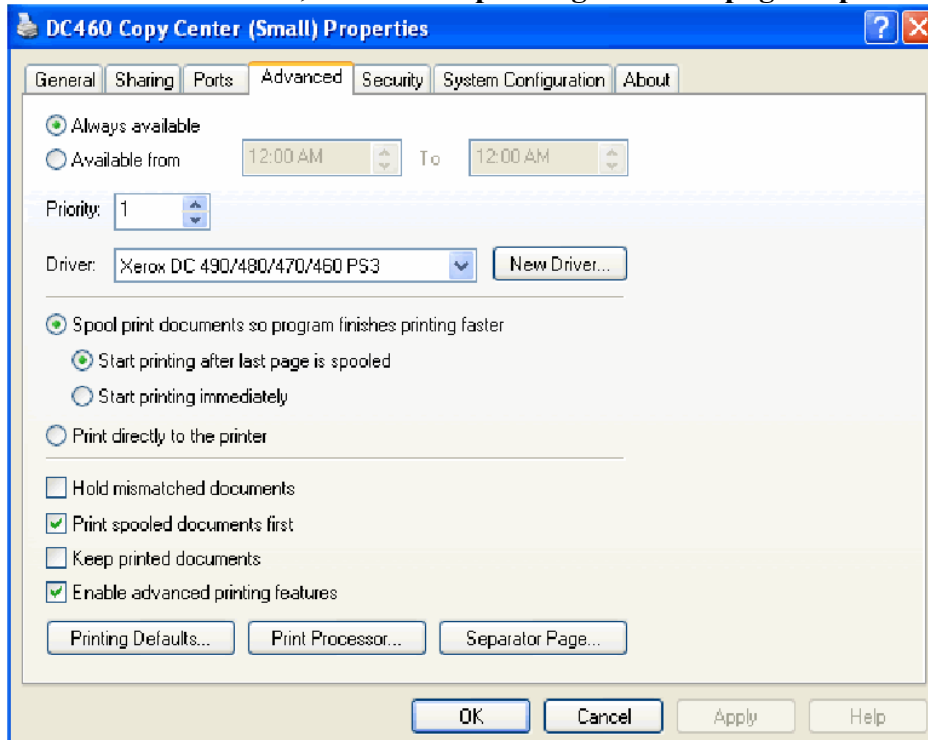 DC460 Copy Center (Small) Properties
General Sharing Ports Advanced Security System Configuration About
Always available
Available from 12:00 AM To 12:00 AM
Priority: 1
Driver: Xerox DC 490/480/470/460 PS3 New Driver...
Spool print documents so program finishes printing faster
Start printing after last page is spooled
Start printing immediately
Print directly to the printer
Hold mismatched documents
Print spooled documents first
Keep printed documents
Enable advanced printing features
Printing Defaults... Print Processor... Separator Page...
OK Cancel Apply Help